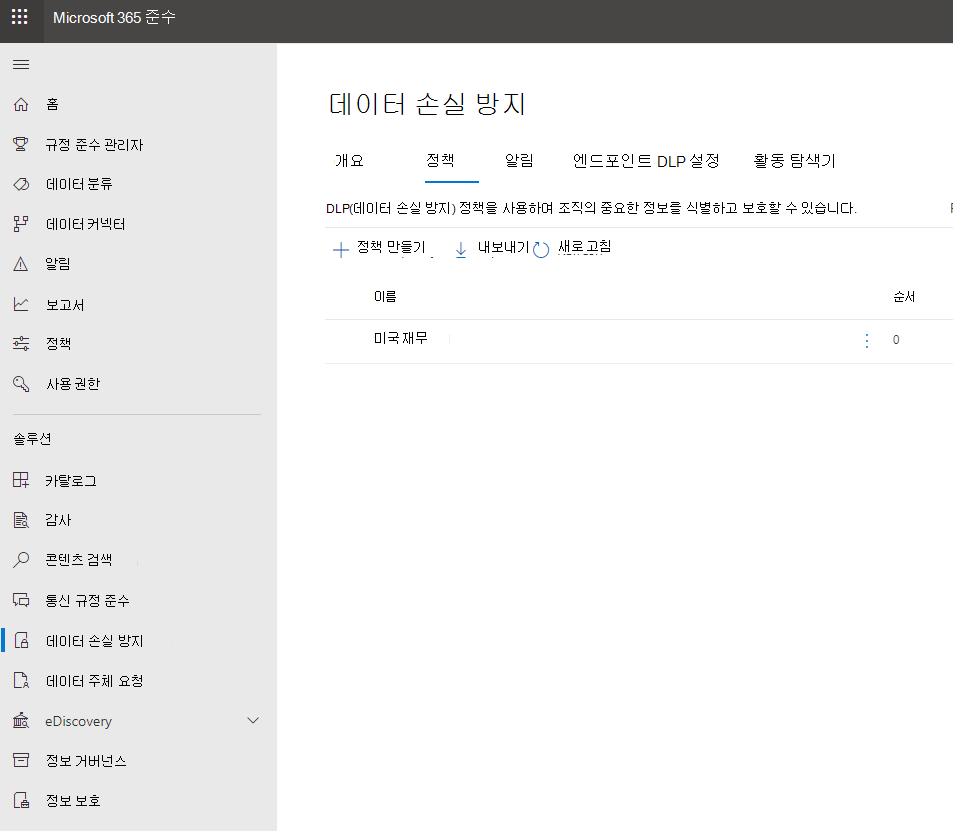 Microsoft 365 준수
홈
규정 준수 관리자
데이터 분류
데이터 커넥터
알림
보고서
정책
사용 권한
솔루션
카탈로그
감사
콘텐츠 검색
통신 규정 준수
데이터 손실 방지
데이터 주체 요청
eDiscovery
정보 거버넌스
정보 보호
데이터 손실 방지
개요 정책 알림 엔드포인트 DLP 설정 활동 탐색기
DLP(데이터 손실 방지) 정책을 사용하여 조직의 중요한 정보를 식별하고 보호할 수 있습니다.
정책 만들기 내보내기 새로 고침
이름 순서
미국 재무 0